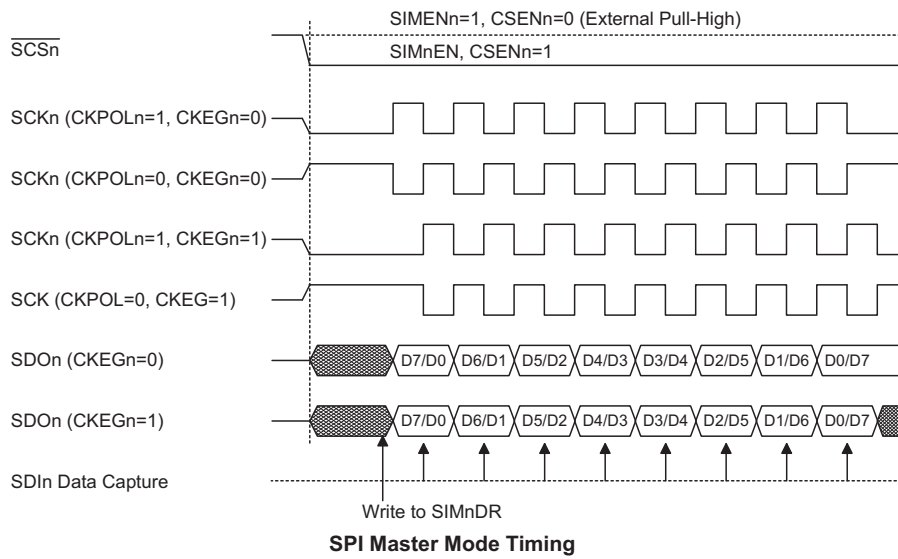 SIMENn=1, CSENn=0 (External Pull-High)
SCSn
SIMnEN, CSENn=1
SCKn (CKPOLn=1, CKEGn=0)
SCKn (CKPOLn=0, CKEGn=0)
SCKn (CKPOLn=1, CKEGn=1)
SCK (CKPOL=0, CKEG=1)
SDOn (CKEGn=0) D7/D0 D6/D1 D5/D2 D4/D3 D3/D4 D2/D5 D1/D6 D0/D7
SDOn (CKEGn=1) D7/D0 D6/D1 D5/D2 D4/D3 D3/D4 D2/D5 D1/D6 D0/D7
SDIn Data Capture
Write to SIMnDR
SPI Master Mode Timing